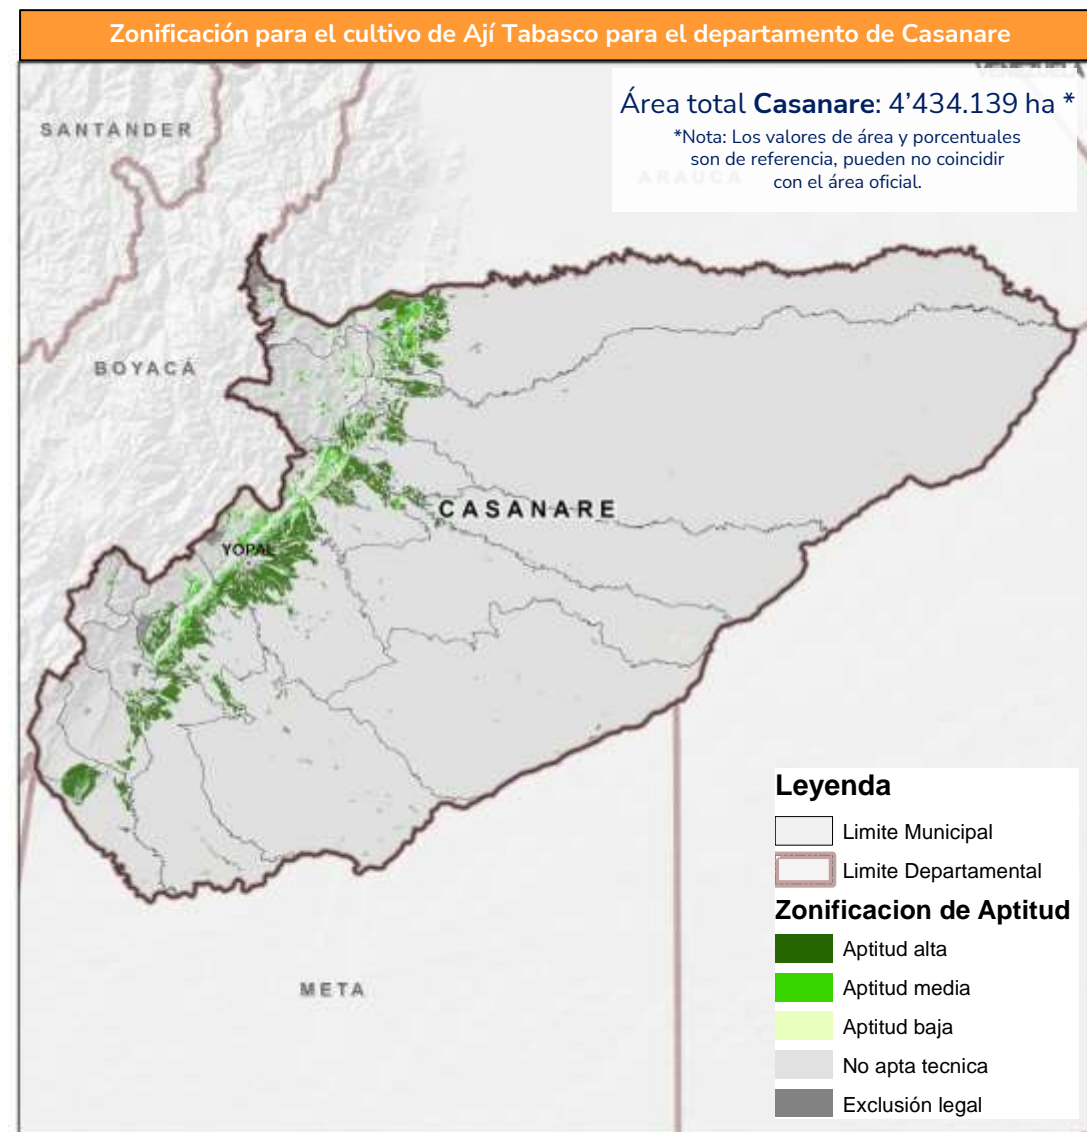 Zonificación para el cultivo de Ají Tabasco para el departamento de Casanare
VENEZUELA
Área total Casanare: 4’434.139 ha *
*Nota: Los valores de área y porcentuales
son de referencia, pueden no coincidir
con el área oficial.
ARAUCA
SANTANDER
BOYACÁ
CASANARE
YOPAL
META
Leyenda
Limite Municipal
Limite Departamental
Zonificacion de Aptitud
Aptitud alta
Aptitud media
Aptitud baja
No apta tecnica
Exclusión legal